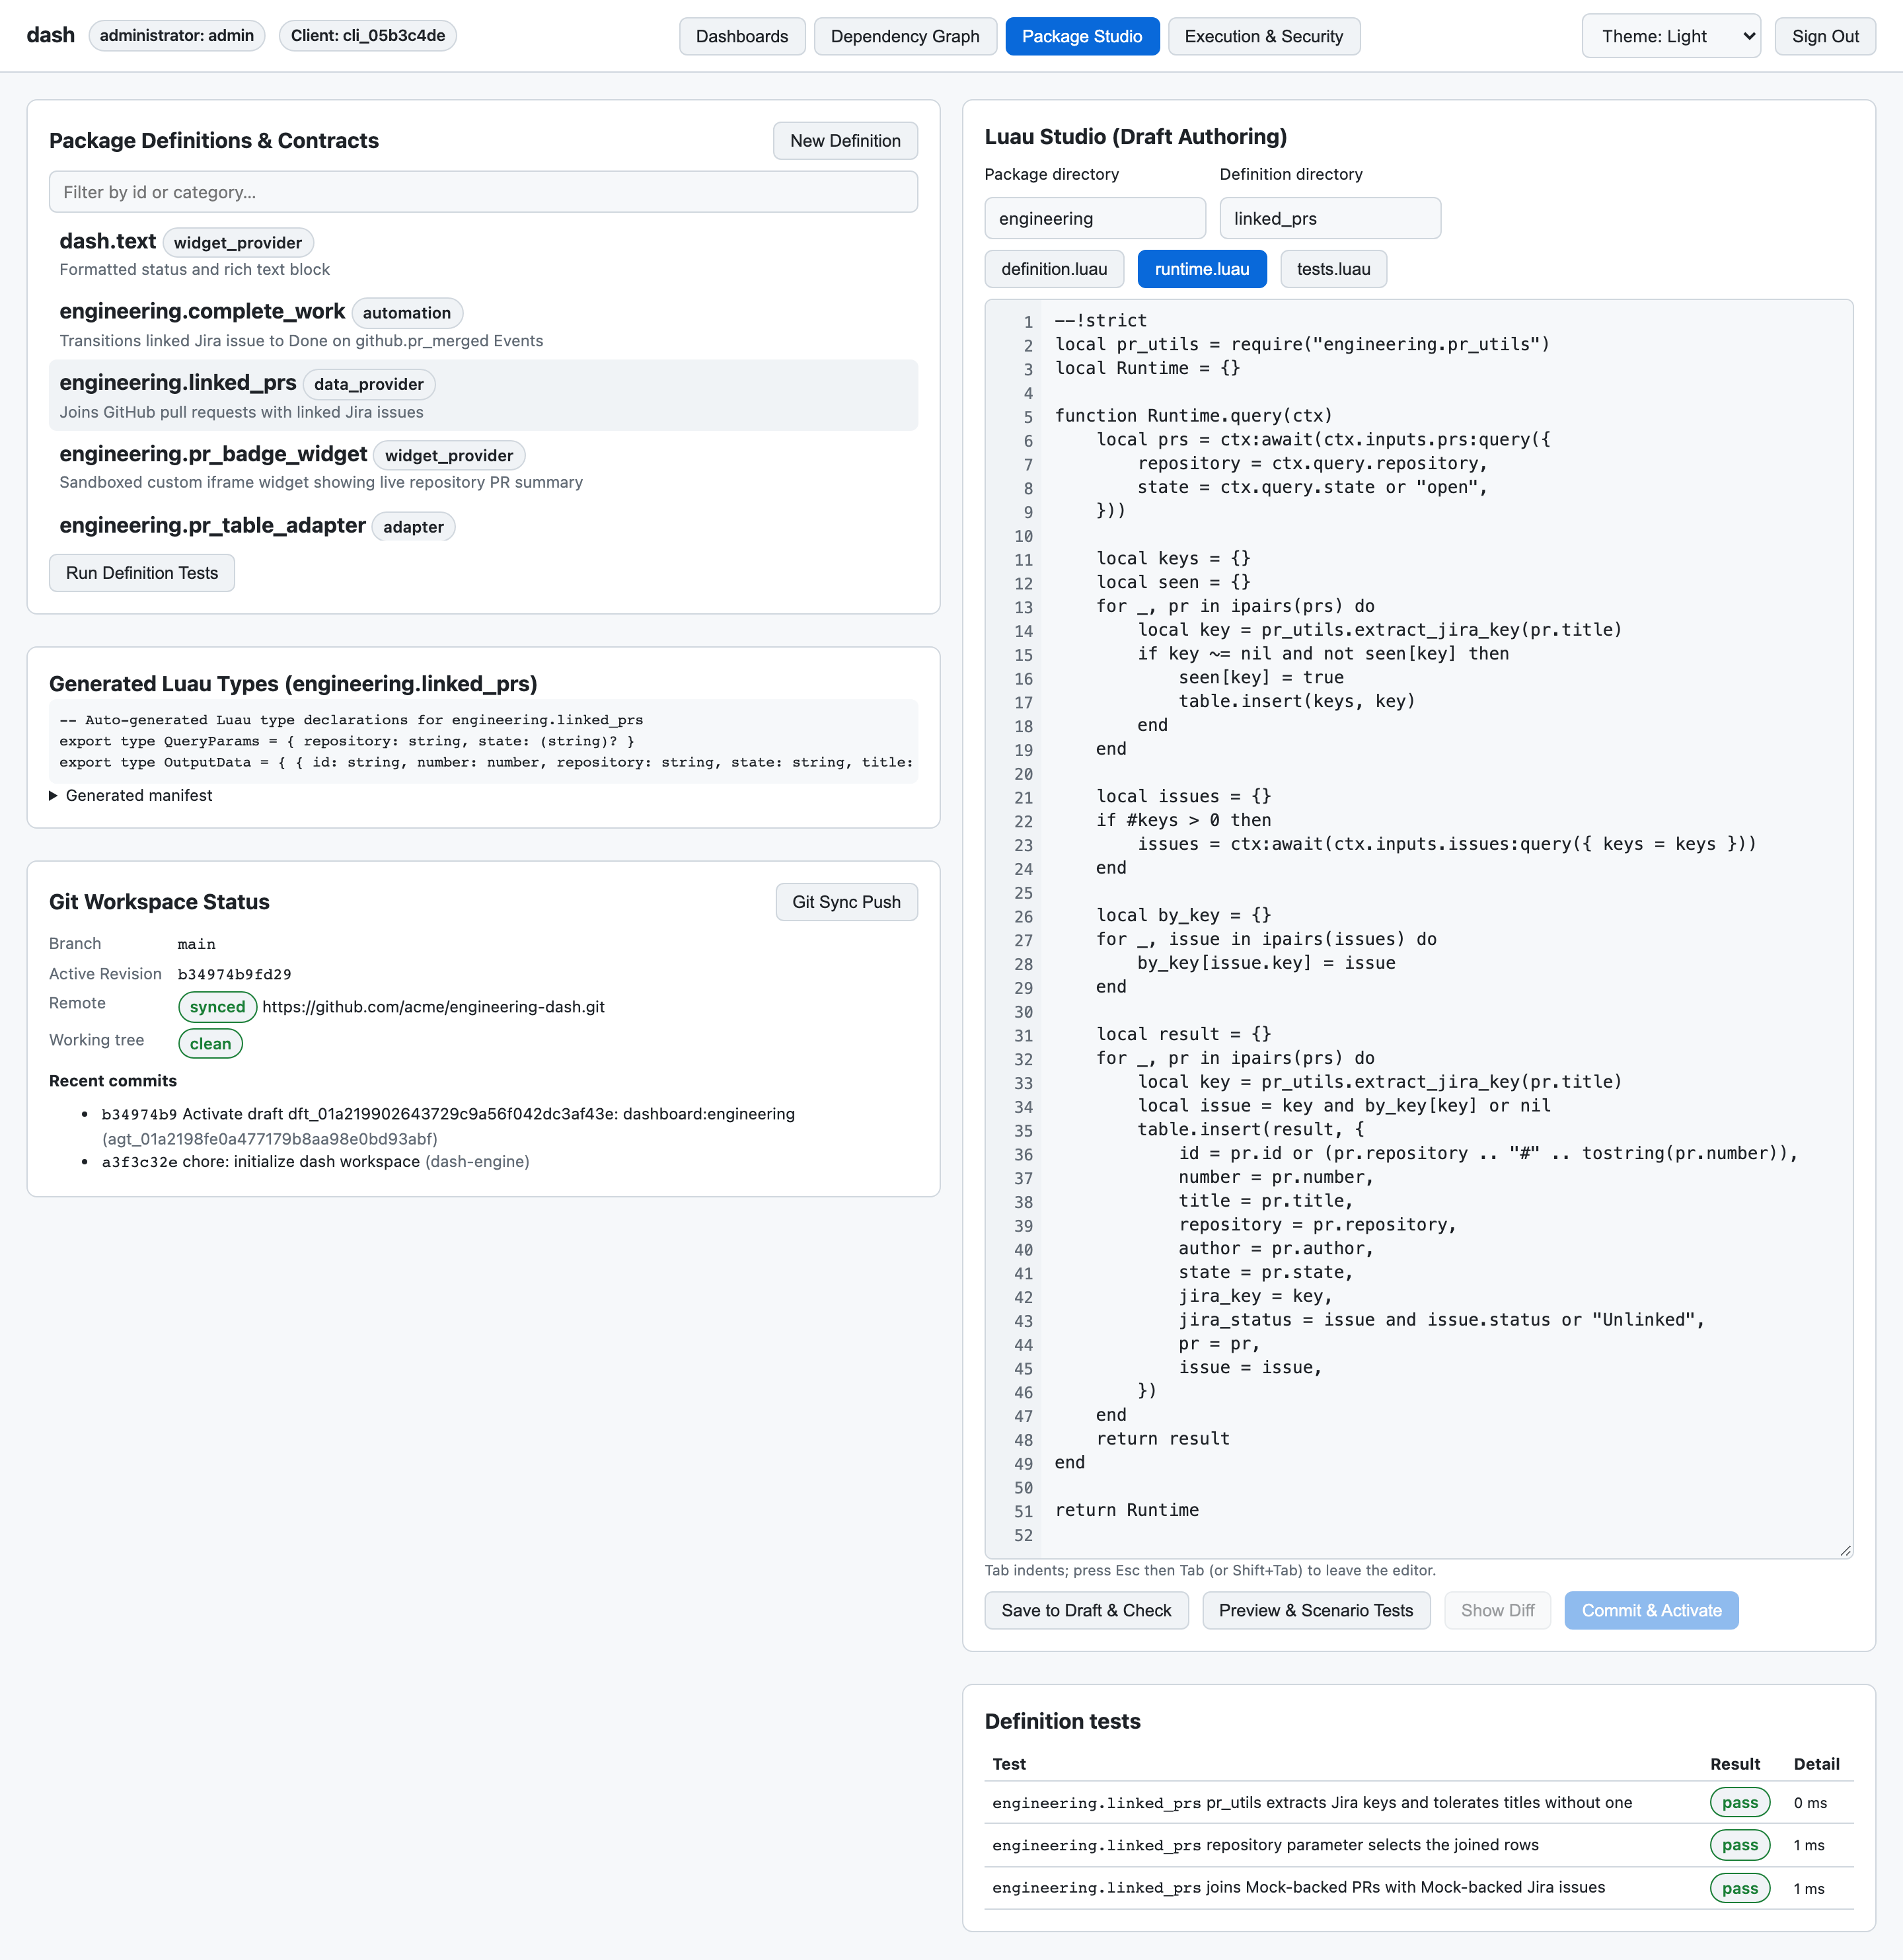 dash administrator: admin Client: cli_05b3c4de Dashboards Dependency Graph Package Studio Execution & Security Theme: Light Sign Out
Package Definitions & Contracts New Definition
Filter by id or category...
dash.text widget_provider
Formatted status and rich text block
engineering.complete_work automation
Transitions linked Jira issue to Done on github.pr_merged Events
engineering.linked_prs data_provider
Joins GitHub pull requests with linked Jira issues
engineering.pr_badge_widget widget_provider
Sandboxed custom iframe widget showing live repository PR summary
engineering.pr_table_adapter adapter
Run Definition Tests
Generated Luau Types (engineering.linked_prs)
-- Auto-generated Luau type declarations for engineering.linked_prs
export type QueryParams = { repository: string, state: (string)? }
export type OutputData = { { id: string, number: number, repository: string, state: string, title:
▶ Generated manifest
Git Workspace Status Git Sync Push
Branch main
Active Revision b34974b9fd29
Remote synced https://github.com/acme/engineering-dash.git
Working tree clean
Recent commits
• b34974b9 Activate draft dft_01a219902643729c9a56f042dc3af43e: dashboard:engineering
(agt_01a2198fe0a477179b8aa98e0bd93abf)
• a3f3c32e chore: initialize dash workspace (dash-engine)
Luau Studio (Draft Authoring)
Package directory Definition directory
engineering linked_prs
definition.luau runtime.luau tests.luau
1 --!strict
2 local pr_utils = require("engineering.pr_utils")
3 local Runtime = {}
4
5 function Runtime.query(ctx)
6     local prs = ctx:await(ctx.inputs.prs:query({
7         repository = ctx.query.repository,
8         state = ctx.query.state or "open",
9     }))
10
11     local keys = {}
12     local seen = {}
13     for _, pr in ipairs(prs) do
14         local key = pr_utils.extract_jira_key(pr.title)
15         if key ~= nil and not seen[key] then
16             seen[key] = true
17             table.insert(keys, key)
18         end
19     end
20
21     local issues = {}
22     if #keys > 0 then
23         issues = ctx:await(ctx.inputs.issues:query({ keys = keys }))
24     end
25
26     local by_key = {}
27     for _, issue in ipairs(issues) do
28         by_key[issue.key] = issue
29     end
30
31     local result = {}
32     for _, pr in ipairs(prs) do
33         local key = pr_utils.extract_jira_key(pr.title)
34         local issue = key and by_key[key] or nil
35         table.insert(result, {
36             id = pr.id or (pr.repository .. "#" .. tostring(pr.number)),
37             number = pr.number,
38             title = pr.title,
39             repository = pr.repository,
40             author = pr.author,
41             state = pr.state,
42             jira_key = key,
43             jira_status = issue and issue.status or "Unlinked",
44             pr = pr,
45             issue = issue,
46         })
47     end
48     return result
49 end
50
51 return Runtime
52
Tab indents; press Esc then Tab (or Shift+Tab) to leave the editor.
Save to Draft & Check Preview & Scenario Tests Show Diff Commit & Activate
Definition tests
Test Result Detail
engineering.linked_prs pr_utils extracts Jira keys and tolerates titles without one pass 0 ms
engineering.linked_prs repository parameter selects the joined rows pass 1 ms
engineering.linked_prs joins Mock-backed PRs with Mock-backed Jira issues pass 1 ms